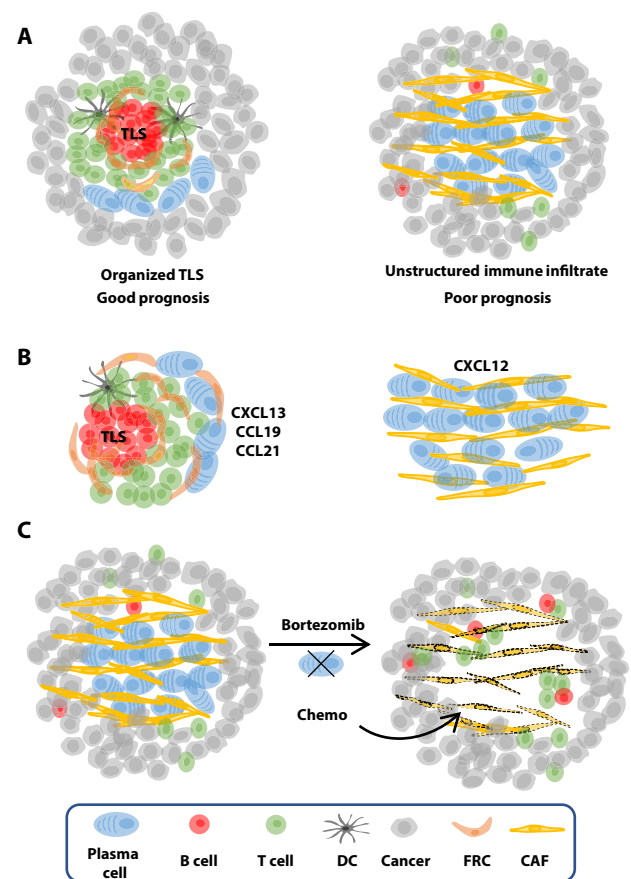 A
TLS
Organized TLS
Good prognosis
Unstructured immune infiltrate
Poor prognosis
B
TLS
CXCL13
CCL19
CCL21
CXCL12
C
Bortezomib
Chemo
Plasma
cell
B cell
T cell
DC
Cancer
FRC
CAF